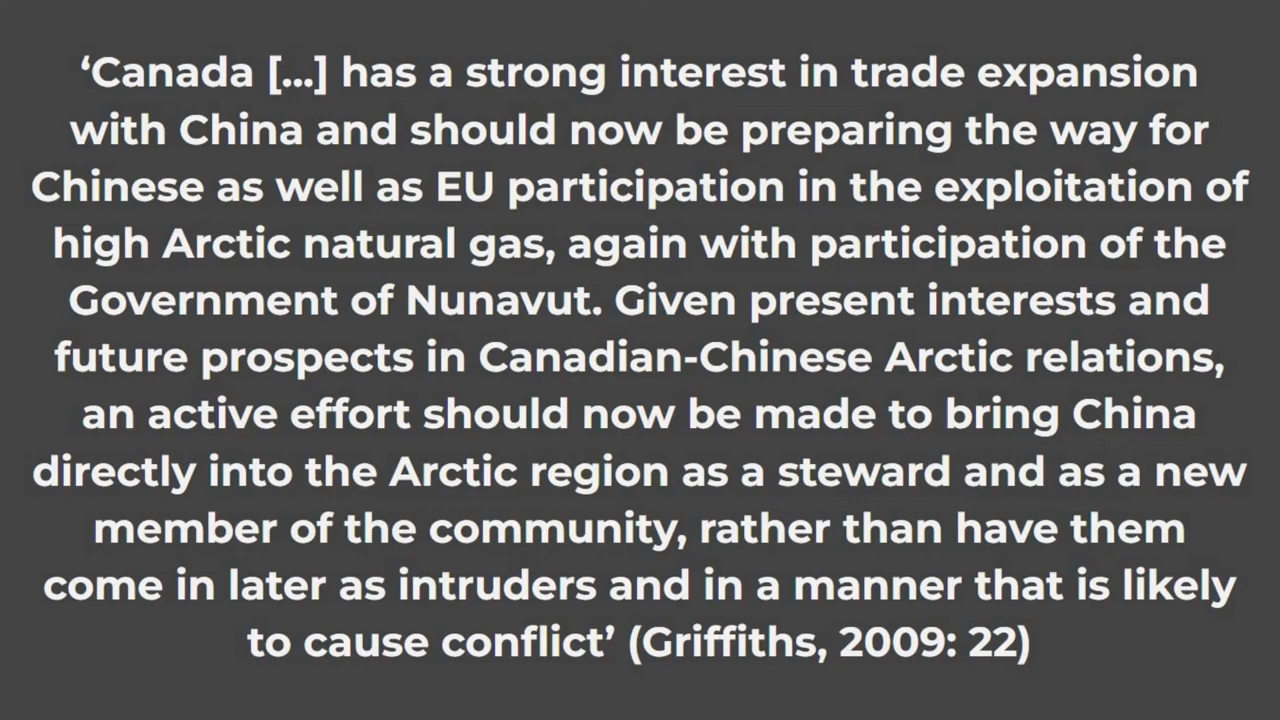 ‘Canada [...] has a strong interest in trade expansion
with China and should now be preparing the way for
Chinese as well as EU participation in the exploitation of
high Arctic natural gas, again with participation of the
Government of Nunavut. Given present interests and
future prospects in Canadian-Chinese Arctic relations,
an active effort should now be made to bring China
directly into the Arctic region as a steward and as a new
member of the community, rather than have them
come in later as intruders and in a manner that is likely
to cause conflict’ (Griffiths, 2009: 22)